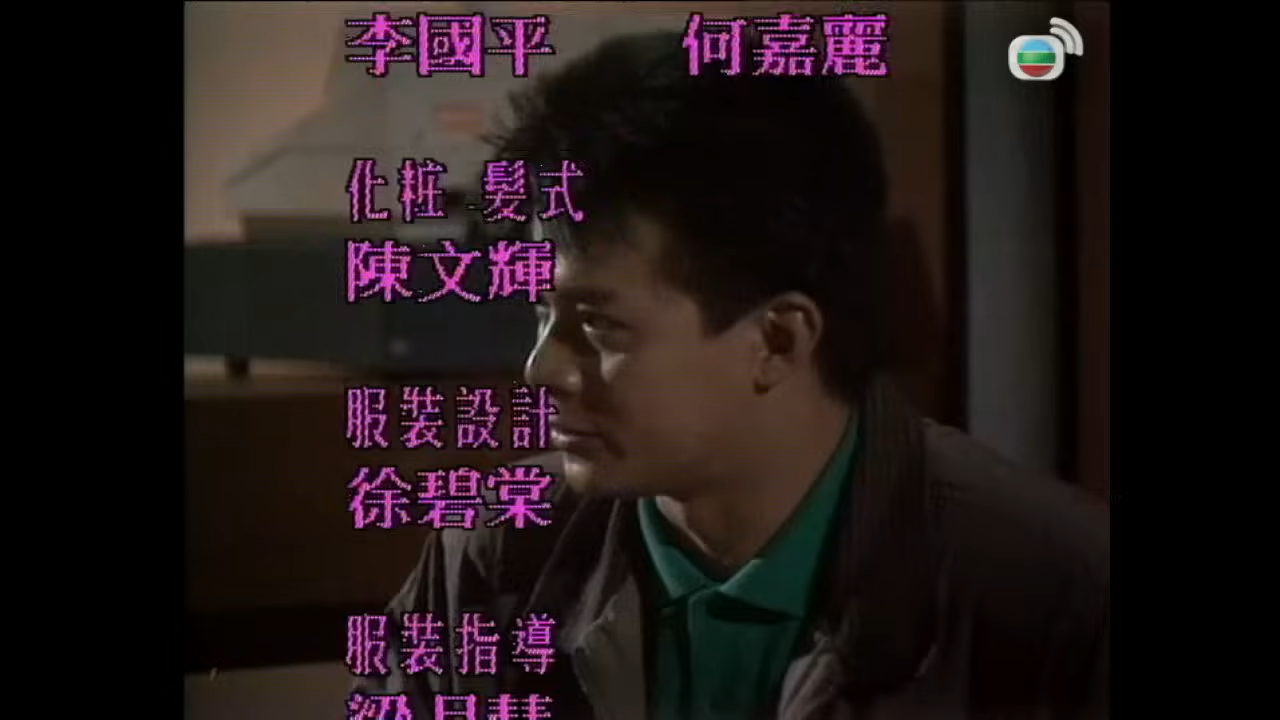 李國平 何嘉麗
化粧 髮式
陳文輝
服裝設計
徐碧棠
服裝指導